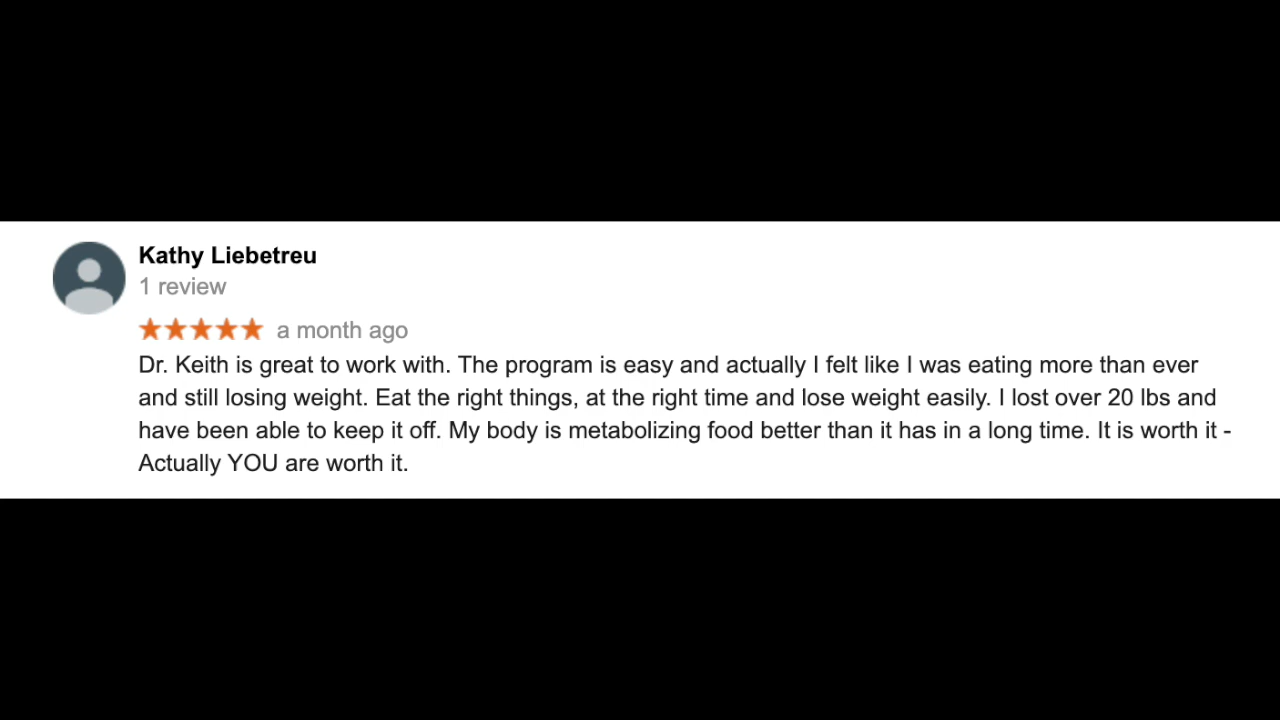 Kathy Liebetreu
1 review
a month ago
Dr. Keith is great to work with. The program is easy and actually I felt like I was eating more than ever
and still losing weight. Eat the right things, at the right time and lose weight easily. I lost over 20 lbs and
have been able to keep it off. My body is metabolizing food better than it has in a long time. It is worth it -
Actually YOU are worth it.